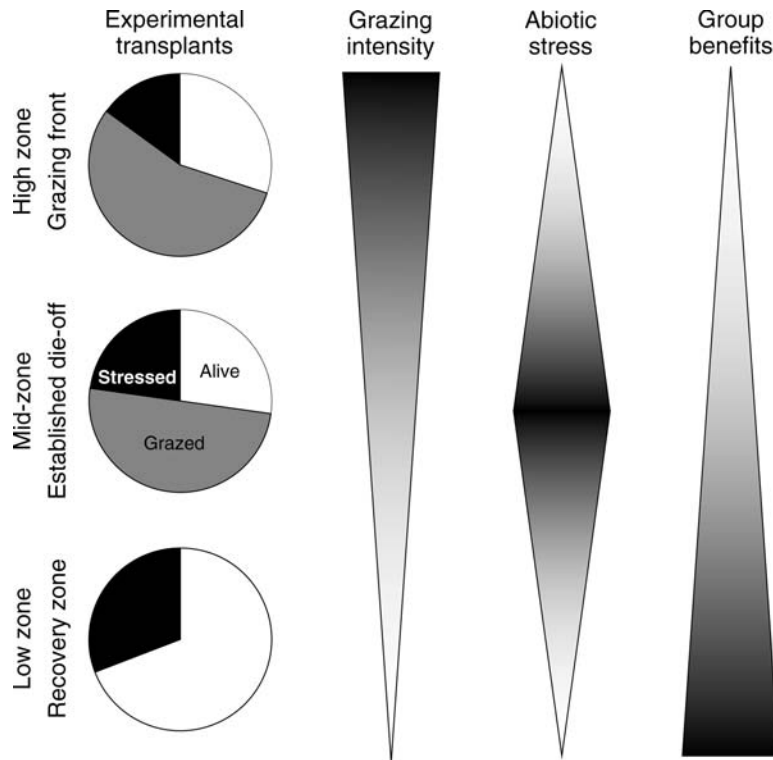 Experimental
transplants
Grazing
intensity
Abiotic
stress
Group
benefits
High zone
Grazing front
Mid-zone
Established die-off
Stressed
Alive
Grazed
Low zone
Recovery zone